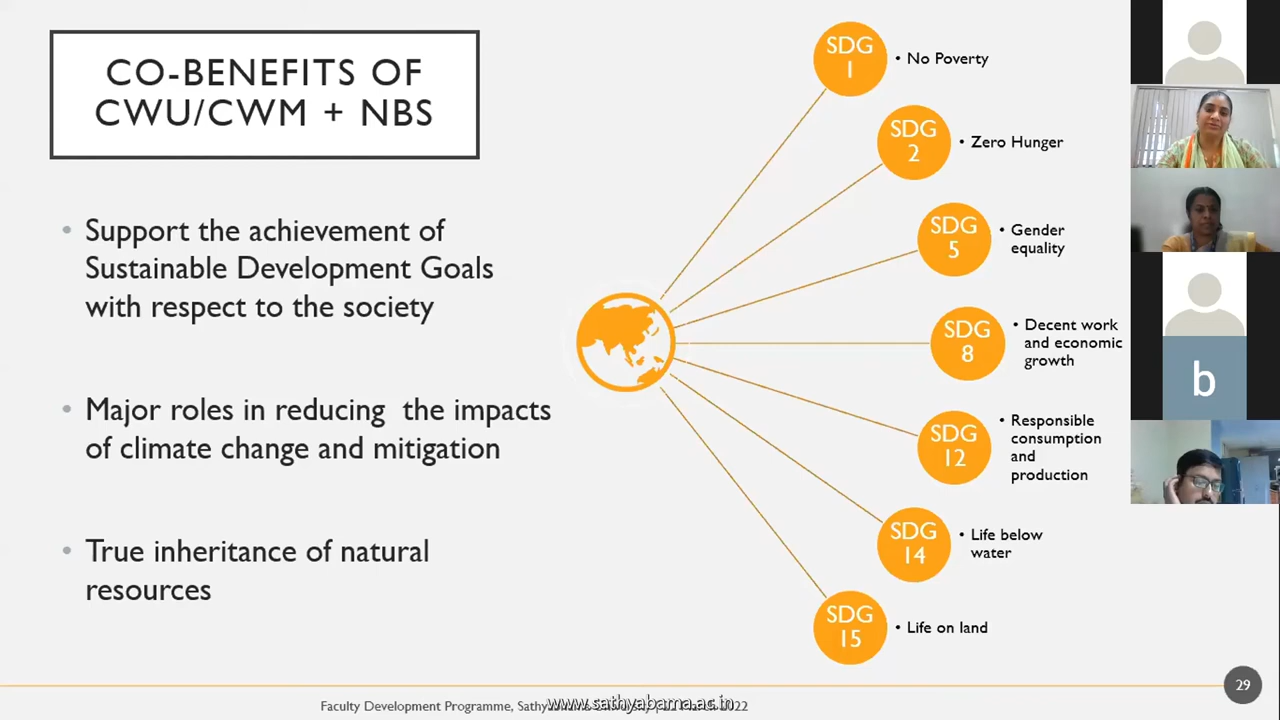 CO-BENEFITS OF
CWU/CWM + NBS
Support the achievement of
Sustainable Development Goals
with respect to the society
Major roles in reducing the impacts
of climate change and mitigation
True inheritance of natural
resources
SDG
1
No Poverty
SDG
2
Zero Hunger
SDG
5
Gender
equality
SDG
8
Decent work
and economic
growth
SDG
12
Responsible
consumption
and
production
SDG
14
Life below
water
SDG
15
Life on land
b
29
Faculty Development Programme, March 2022
www.sathyabama.ac.in